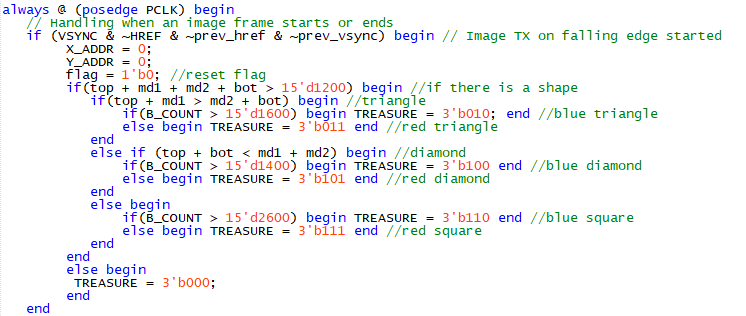 always @ (posedge PCLK) begin
// Handling when an image frame starts or ends
if (VSYNC & ~HREF & ~prev_href & ~prev_vsync) begin // Image TX on falling edge started
X_ADDR = 0;
Y_ADDR = 0;
flag = 1'b0; //reset flag
if(top + md1 + md2 + bot > 15'd1200) begin //if there is a shape
if(top + md1 > md2 + bot) begin //triangle
if(B_COUNT > 15'd1600) begin TREASURE = 3'b010; end //blue triangle
else begin TREASURE = 3'b011 end //red triangle
end
else if (top + bot < md1 + md2) begin //diamond
if(B_COUNT > 15'd1400) begin TREASURE = 3'b100 end //blue diamond
else begin TREASURE = 3'b101 end //red diamond
end
else begin
if(B_COUNT > 15'd2600) begin TREASURE = 3'b110 end //blue square
else begin TREASURE = 3'b111 end //red square
end
end
else begin
TREASURE = 3'b000;
end
end